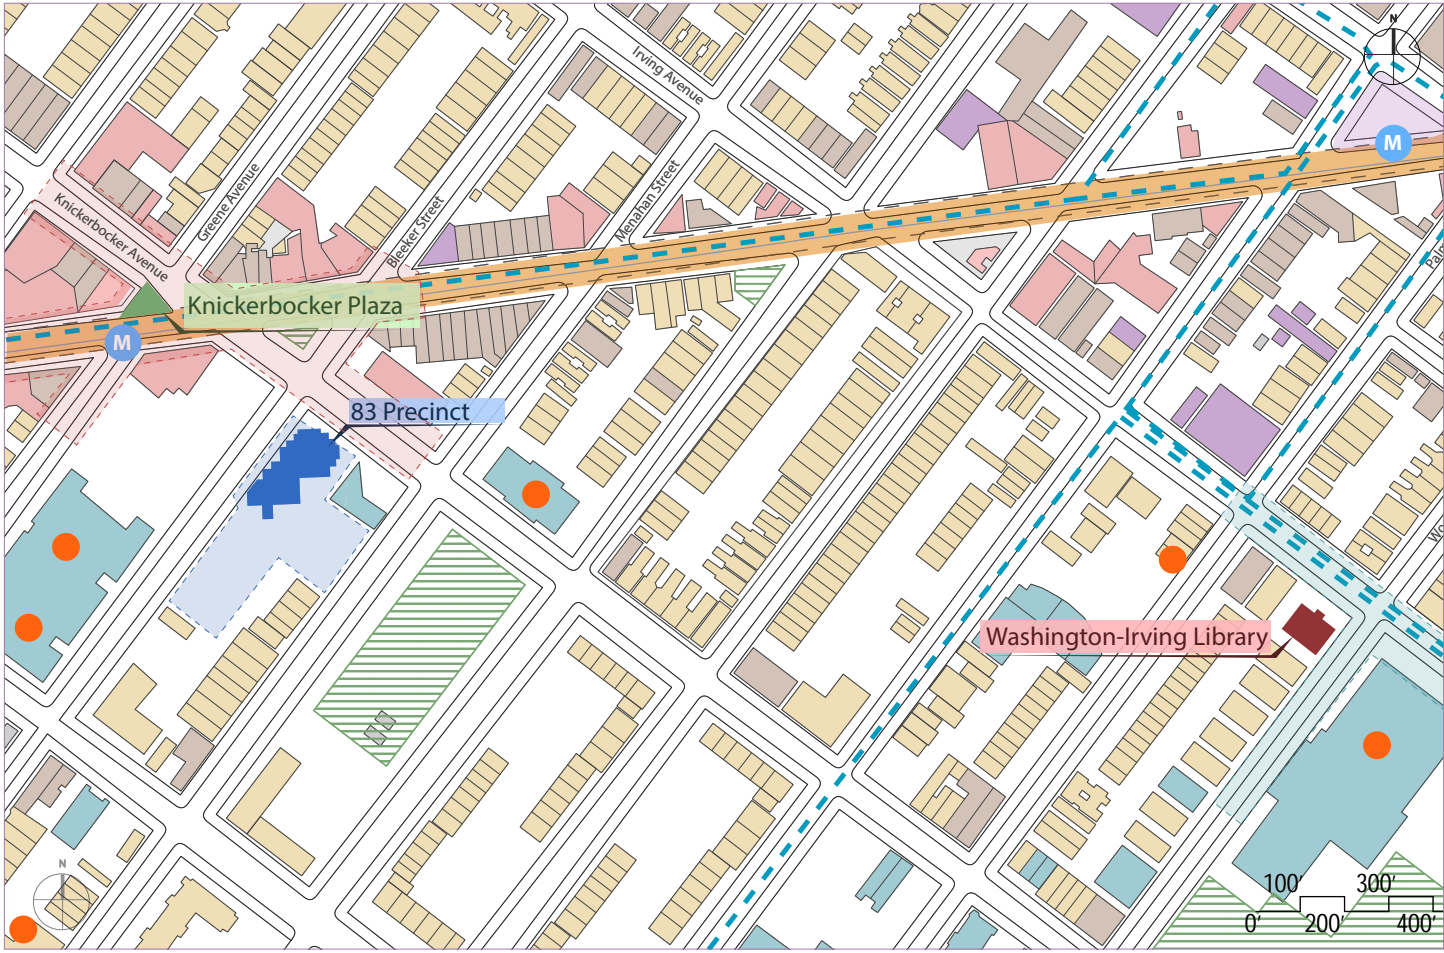 N
Irving Avenue
M
Greene Avenue
Menahan Street
Knickerbocker Avenue
Bleeker Street
Knickerbocker Plaza
M
83 Precinct
Washington-Irving Library
N
100' 300'
0' 200' 400'